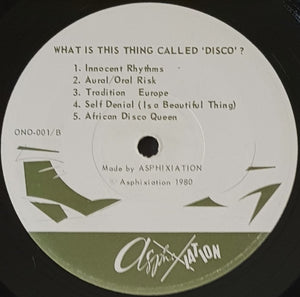 WHAT IS THIS THING CALLED 'DISCO'?
1. Innocent Rhythms
2. Aural/Oral Risk
3. Tradition Europe
4. Self Denial (Is a Beautiful Thing)
5. African Disco Queen
ONO-001/B
Made by ASPHIXIATION
© Asphixiation 1980
asphiXIATION